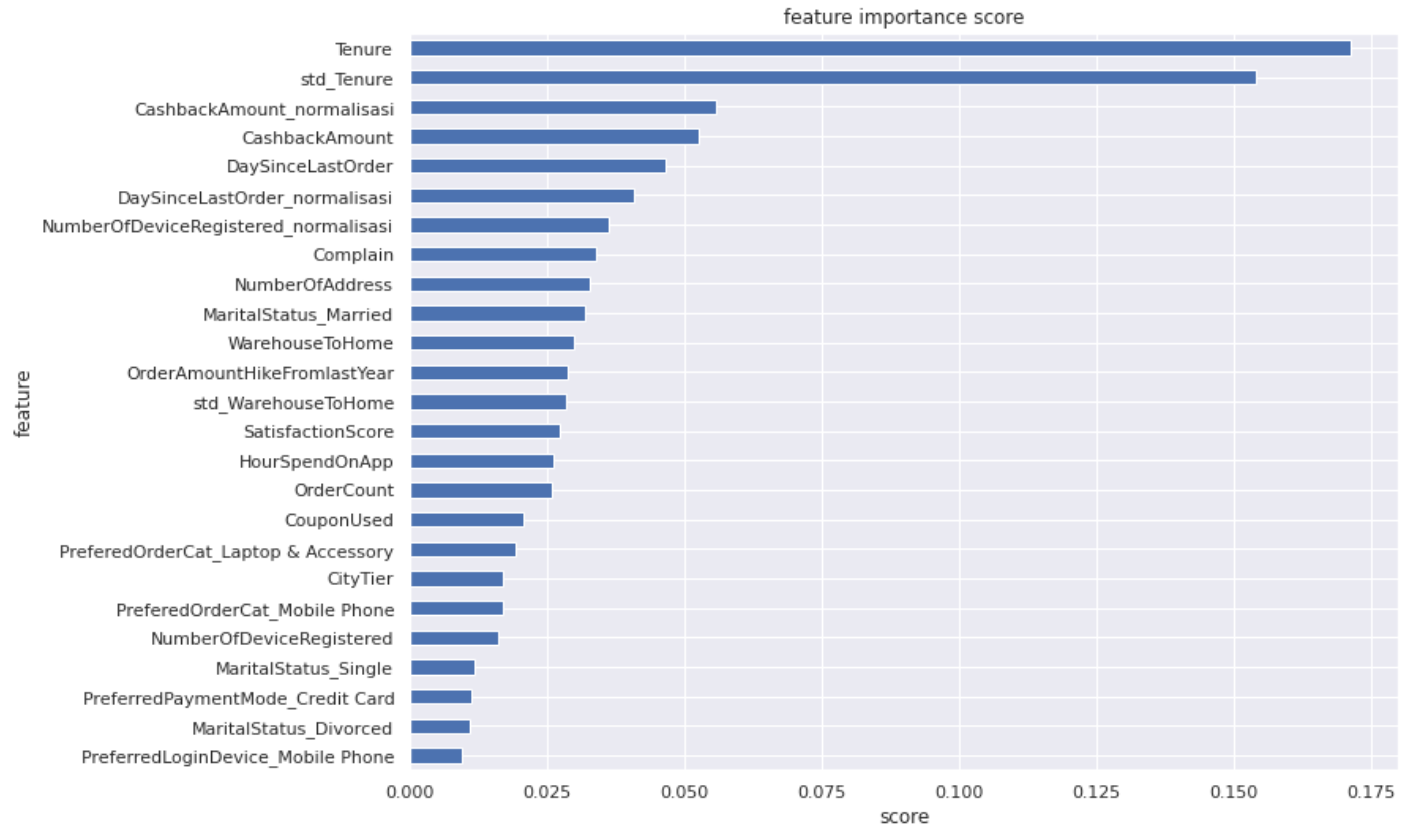 feature importance score
Tenure
std_Tenure
CashbackAmount_normalisasi
CashbackAmount
DaySinceLastOrder
DaySinceLastOrder_normalisasi
NumberOfDeviceRegistered_normalisasi
Complain
NumberOfAddress
MaritalStatus_Married
WarehouseToHome
OrderAmountHikeFromlastYear
std_WarehouseToHome
SatisfactionScore
HourSpendOnApp
OrderCount
CouponUsed
PreferedOrderCat_Laptop & Accessory
CityTier
PreferedOrderCat_Mobile Phone
NumberOfDeviceRegistered
MaritalStatus_Single
PreferredPaymentMode_Credit Card
MaritalStatus_Divorced
PreferredLoginDevice_Mobile Phone
feature
0.000 0.025 0.050 0.075 0.100 0.125 0.150 0.175
score